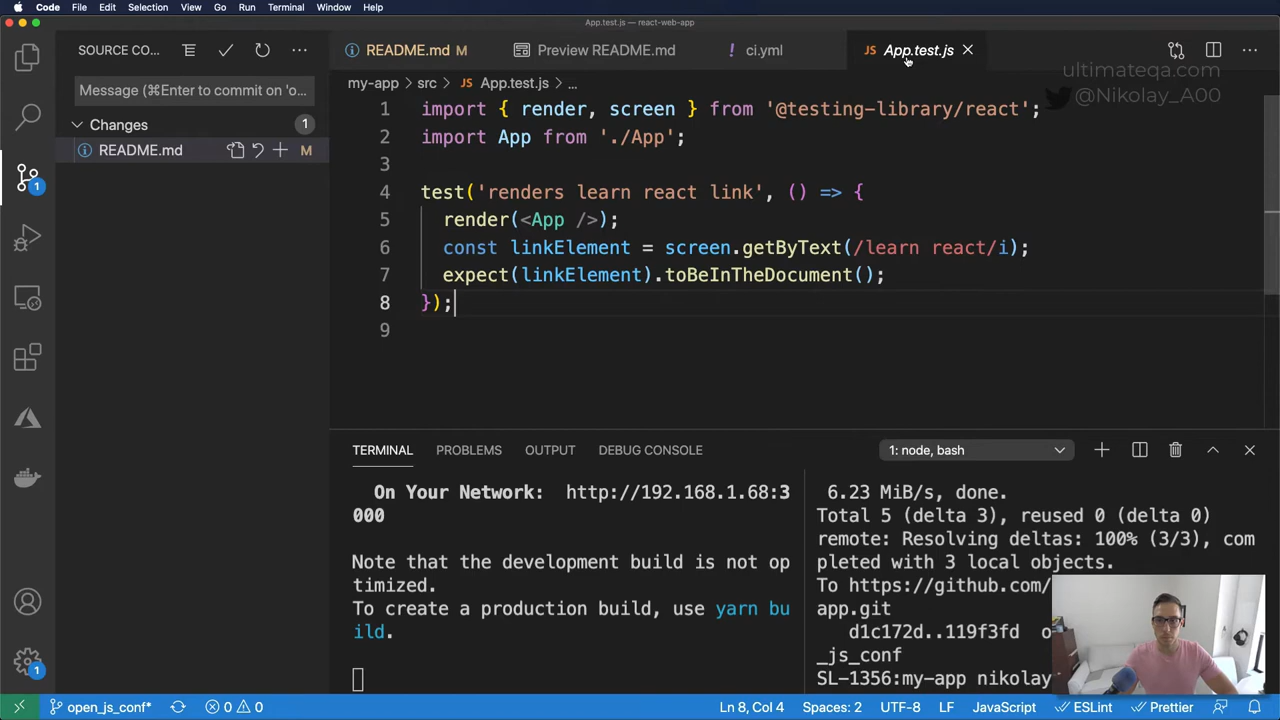 Code File Edit Selection View Go Run Terminal Window Help
App.test.js — react-web-app
SOURCE CO...
README.md M
Preview README.md
! ci.yml
JS App.test.js
ultimateqa.com
@Nikolay_A00
Message (⌘Enter to commit on 'o...
Changes 1
README.md M
my-app › src › JS App.test.js › ...
1 import { render, screen } from '@testing-library/react';
2 import App from './App';
3
4 test('renders learn react link', () => {
5 render(<App />);
6 const linkElement = screen.getByText(/learn react/i);
7 expect(linkElement).toBeInTheDocument();
8 });
9
1
1
TERMINAL PROBLEMS OUTPUT DEBUG CONSOLE
1: node, bash
On Your Network: http://192.168.1.68:3
000
Note that the development build is not op
timized.
To create a production build, use yarn bu
ild.
6.23 MiB/s, done.
Total 5 (delta 3), reused 0 (delta 0)
remote: Resolving deltas: 100% (3/3), com
pleted with 3 local objects.
To https://github.com/
app.git
d1c172d..119f3fd o
_js_conf
SL-1356:my-app nikolay
open_js_conf* 0 0
Ln 8, Col 4 Spaces: 2 UTF-8 LF JavaScript ESLint Prettier